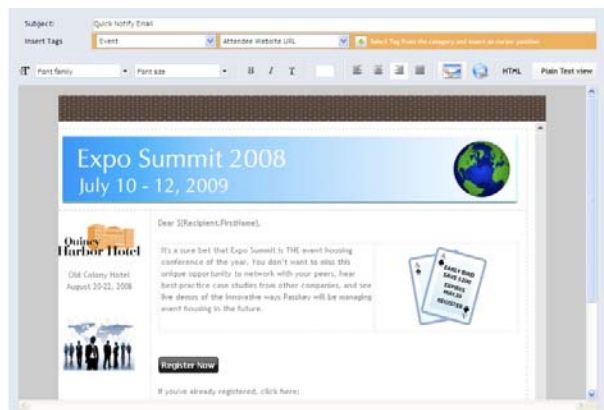 Subject:
Quick Notify Email
Insert Tags
Event
Attendee Website URL
Select Tag from the category and insert on cursor position
Font family
Font size
B I T
HTML
Plain Text view
Expo Summit 2008
July 10 - 12, 2009
Quincy
Harbor Hotel
Old Colony Hotel
August 20-22, 2008
Dear ${Recipient.FirstName},
It's a sure bet that Expo Summit is THE event housing
conference of the year. You don't want to miss this
unique opportunity to network with your peers, hear
best-practice case studies from other companies, and see
live demos of the innovative ways Passkey will be managing
event housing in the future.
EARLY BIRD
SAVE $200
EXPIRES
REGISTER
Register Now
If you've already registered, click here: